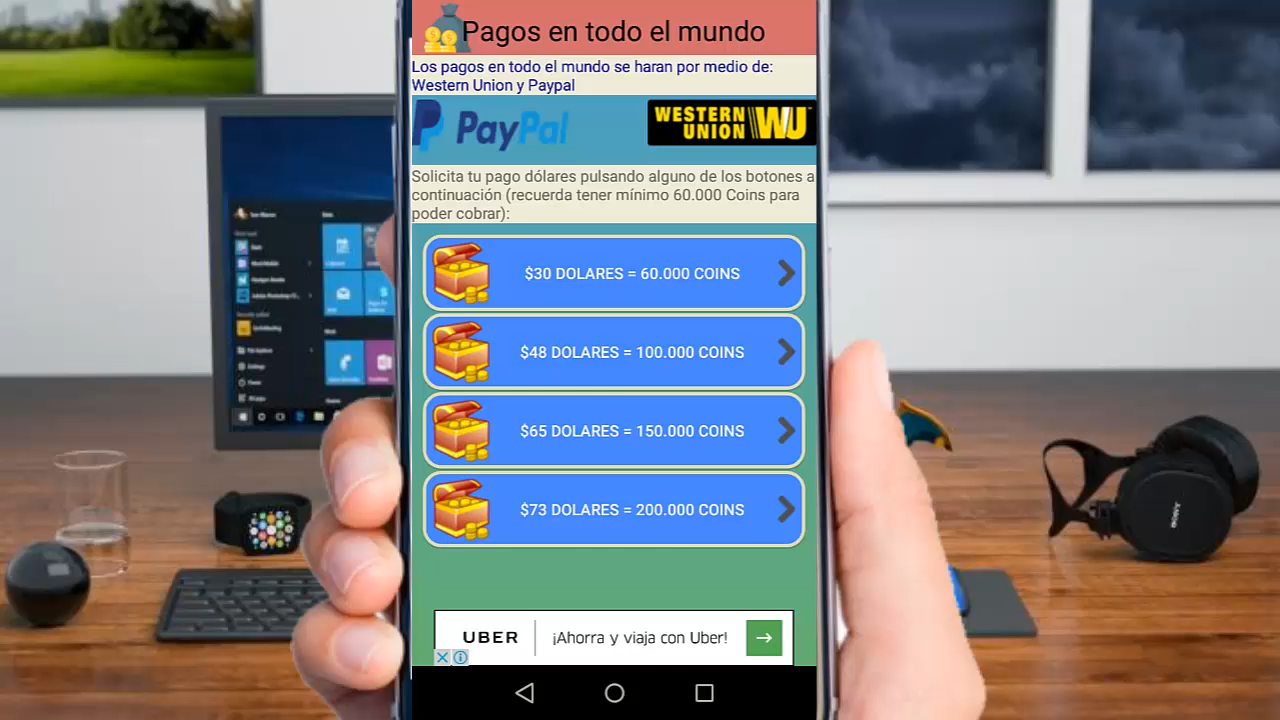 Pagos en todo el mundo
Los pagos en todo el mundo se haran por medio de:
Western Union y Paypal
PayPal
WESTERN
UNION WU
Solicita tu pago dólares pulsando alguno de los botones a
continuación (recuerda tener mínimo 60.000 Coins para
poder cobrar):
$30 DOLARES = 60.000 COINS
$48 DOLARES = 100.000 COINS
$65 DOLARES = 150.000 COINS
$73 DOLARES = 200.000 COINS
UBER
¡Ahorra y viaja con Uber!
SONY